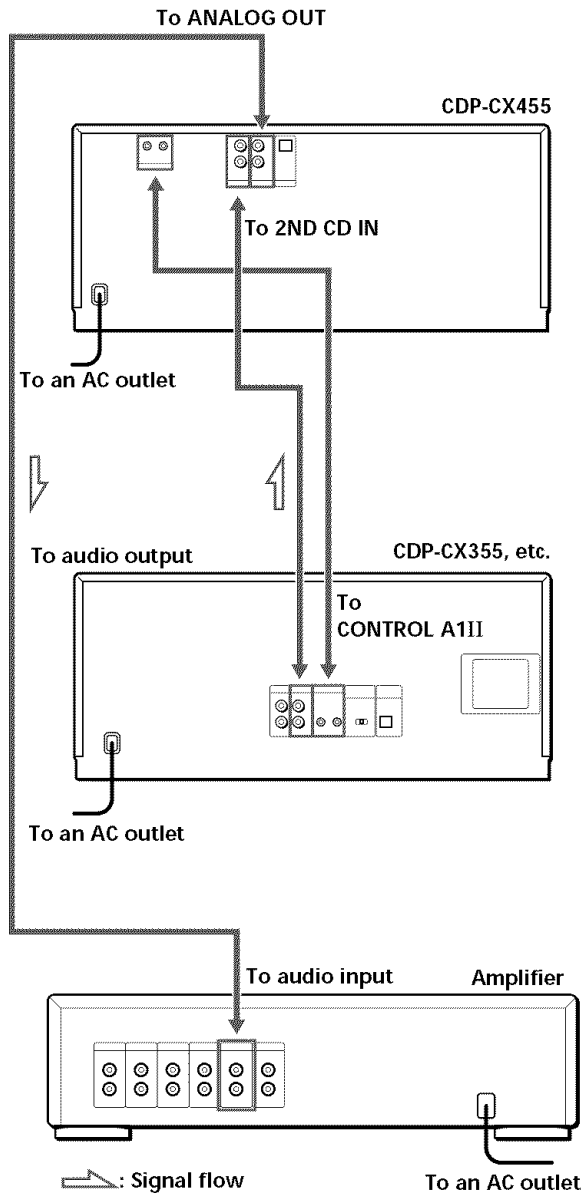 To ANALOG OUT
CDP-CX455
To 2ND CD IN
To an AC outlet
To audio output
CDP-CX355, etc.
To
CONTROL A1II
To an AC outlet
To audio input
Amplifier
: Signal flow
To an AC outlet